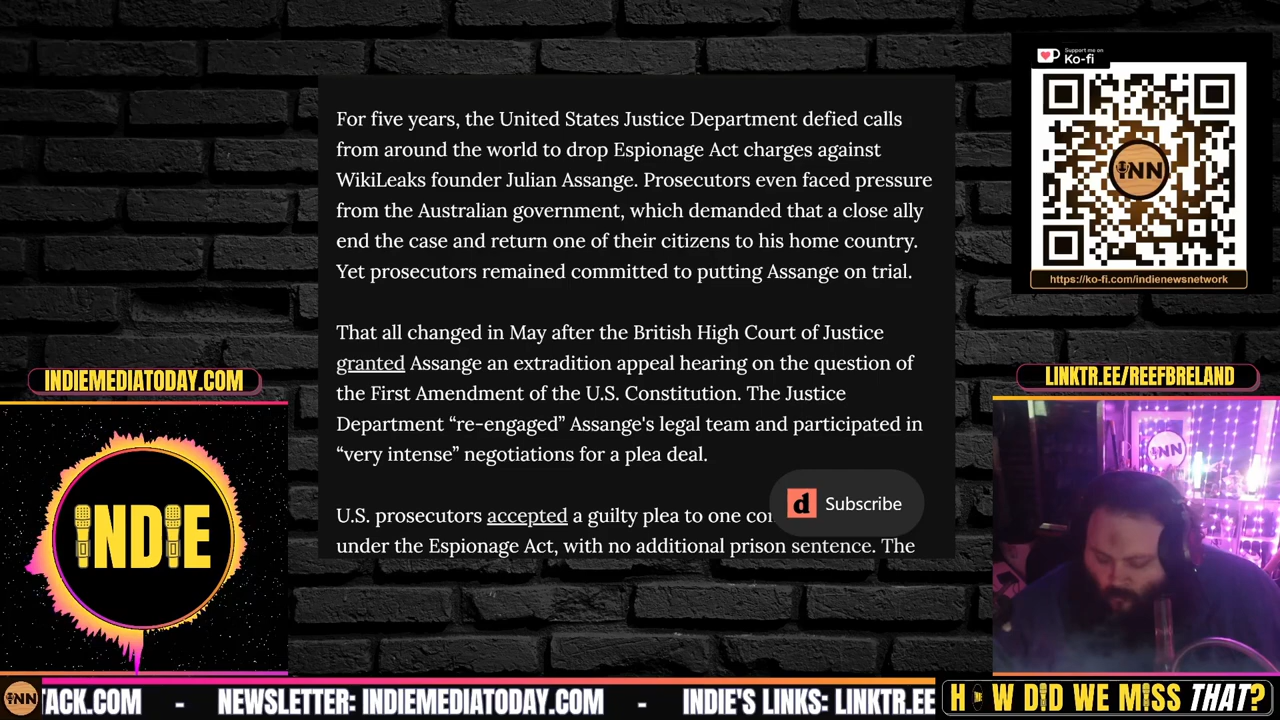 Support me on
Ko-fi
iNN
https://ko-fi.com/indienewsnetwork
For five years, the United States Justice Department defied calls
from around the world to drop Espionage Act charges against
WikiLeaks founder Julian Assange. Prosecutors even faced pressure
from the Australian government, which demanded that a close ally
end the case and return one of their citizens to his home country.
Yet prosecutors remained committed to putting Assange on trial.
That all changed in May after the British High Court of Justice
granted Assange an extradition appeal hearing on the question of
the First Amendment of the U.S. Constitution. The Justice
Department “re-engaged” Assange's legal team and participated in
“very intense” negotiations for a plea deal.
U.S. prosecutors accepted a guilty plea to one
under the Espionage Act, with no additional prison sentence. The
d Subscribe
INDIEMEDIATODAY.COM
INDIE
LINKTR.EE/REEFBRELAND
INN
INN
TACK.COM - NEWSLETTER: INDIEMEDIATODAY.COM - INDIE'S LINKS: LINKTR.EE
HOW DID WE MISS THAT?